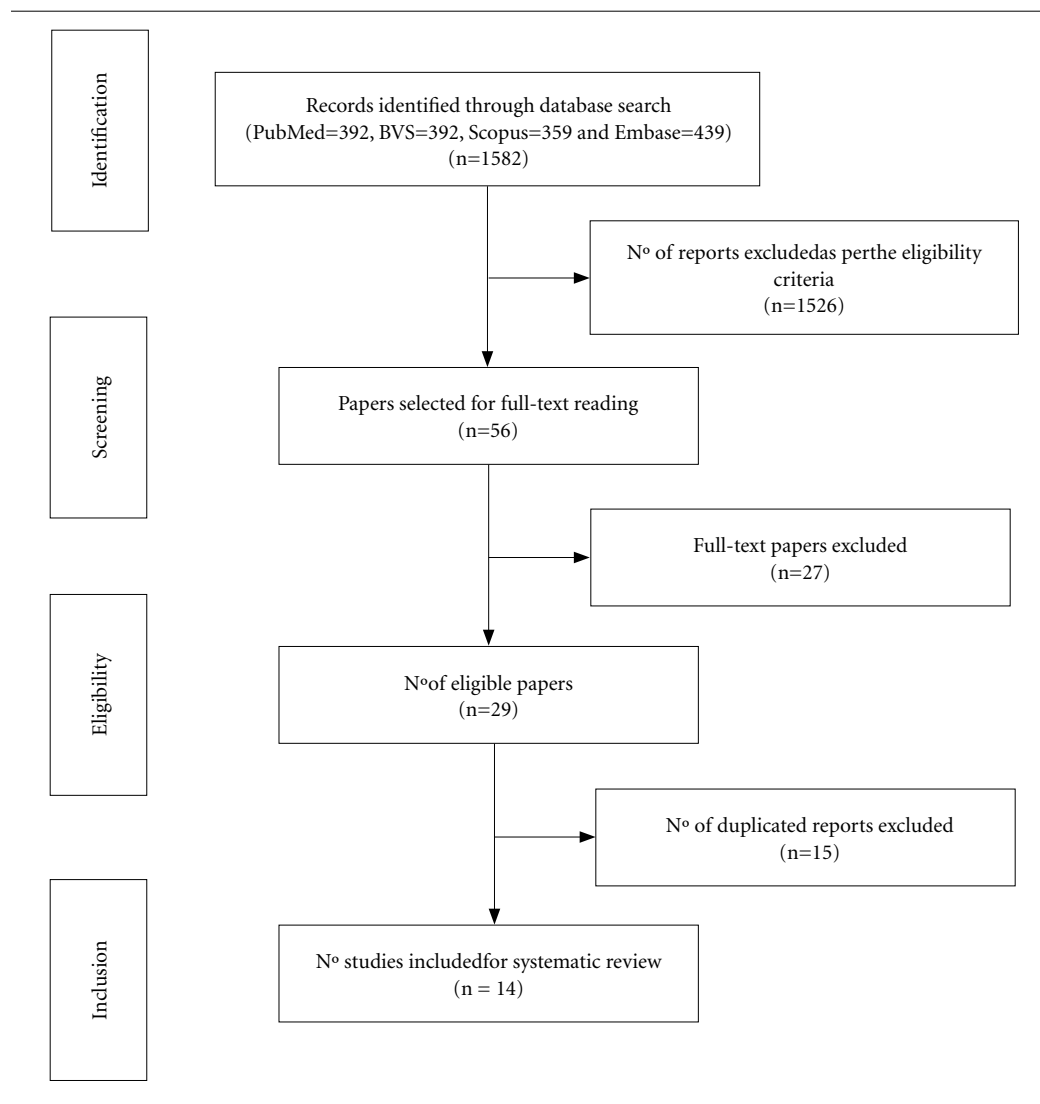 Identification
Records identified through database search
(PubMed=392, BVS=392, Scopus=359 and Embase=439)
(n=1582)
Nº of reports excludedas perthe eligibility
criteria
(n=1526)
Screening
Papers selected for full-text reading
(n=56)
Full-text papers excluded
(n=27)
Eligibility
Nºof eligible papers
(n=29)
Nº of duplicated reports excluded
(n=15)
Inclusion
Nº studies includedfor systematic review
(n = 14)